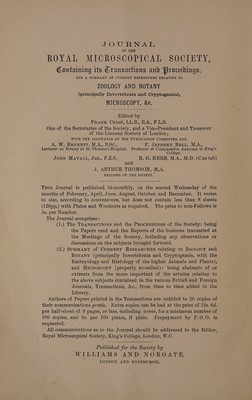 JOURNAL
OF THE
ROYAL MICROSCOPICAL SOCIETY,
Containing its Transactions and Proceedings,
AND A SUMMARY OF CURRENT RESEARCHES RELATING TO
ZOOLOGY AND BOTANY
(principally Invertebrata and Cryptogamia),
MICROSCOPY, &c.
Edited by
FRANK CRISP, LL.B., B.A., F.L.S.
One of the Secretaries of the Society, and a Vice-President and Treasurer
of the Linnean Society of London;
WITH THE ASSISTANCE OF THE PUBLICATION COMMITTEE AND
A. W. BENNETT, M.A., B.Sc., F. JEFFREY BELL, M.A.,
Lecturer on Botany at St. Thomas's Hospital. Professor of Comparative Anatomy in King's
College.
JOHN MAYALL, Jun., F.Z.S. R. G. HEBB, M.A., M.D. (Cantab)
and
J. ARTHUR THOMSON, M.A.
FELLOWS OF THE SOCIETY.
THIS Journal is published bi-monthly, on the second Wednesday of the
months of February, April, June, August, October, and December. It varies
in size, according to convenience, but does not contain less than 8 sheets
(128pp.) with Plates and Woodcuts as required. The price to non-Fellows is
5s. per Number.
The Journal comprises:
(1.) The TRANSACTIONS and the PROCEEDINGS of the Society: being
the Papers read and the Reports of the business transacted at
the Meetings of the Society, including any observations or
discussions on the subjects brought forward.
(2.) SUMMARY of CURRENT RESEARCHES relating to ZOOLOGY and
BOTANY (principally Invertebrata and Cryptogamia, with the
Embryology and Histology of the higher Animals and Plants),
and MICROSCOPY (properly so-called): being abstracts of or
extracts from the more important of the articles relating to the
above subjects contained in the various British and Foreign
Journals, Transactions, &c., from time to time added to the
Library.
Authors of Papers printed in the Transactions are entitled to 20 copies of
their communications gratis. Extra copies can be had at the price of 12s. 6d.
per half-sheet of 8 pages, or less, including cover, for a minimum number of
100 copies, and 6s. per 100 plates, if plain. Prepayment by P.O.O. is
requested.
All communications as to the Journal should be addressed to the Editor,
Royal Microscopical Society, King's College, London, W.C.
Published for the Society by
WILLIAMS AND NORGATE,
LONDON AND EDINBURGH.